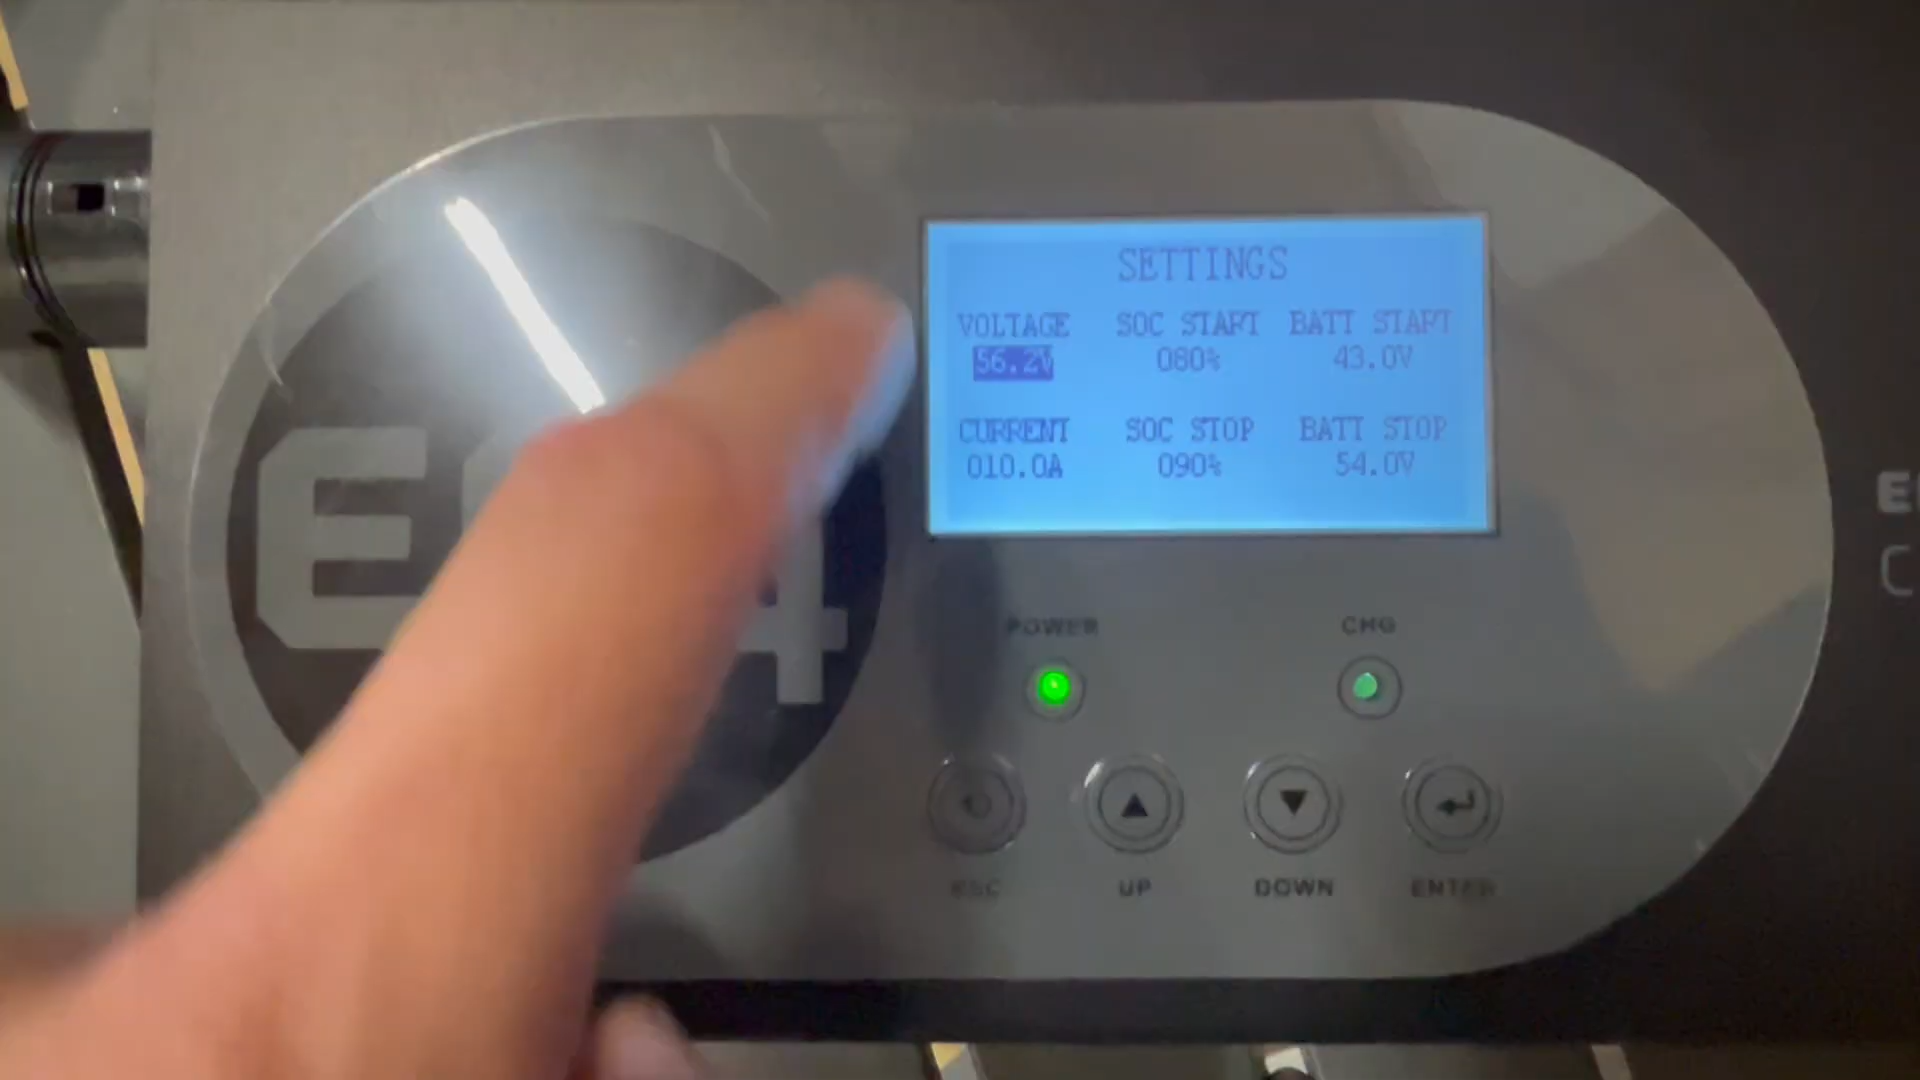 SETTINGS
VOLTAGE SOC START BATT START
56.2V 080% 43.0V
CURRENT SOC STOP BATT STOP
010.0A 090% 54.0V
POWER CHG
ESC UP DOWN ENTER